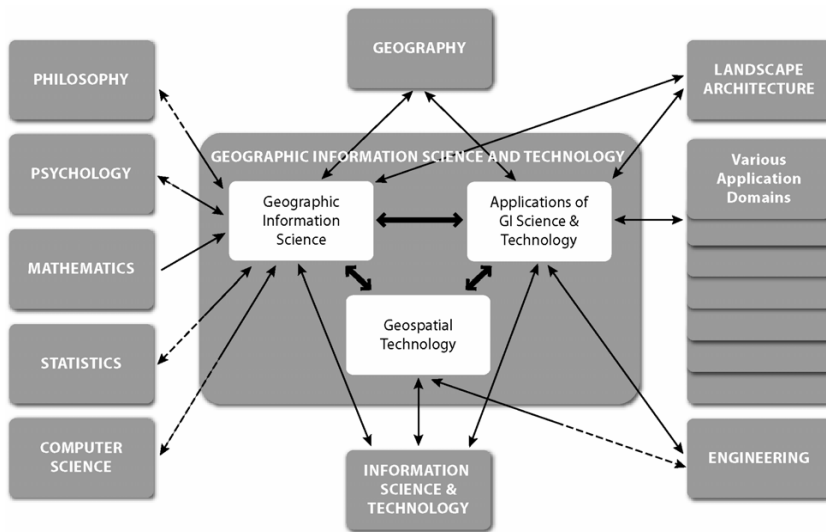 GEOGRAPHY
PHILOSOPHY
LANDSCAPE
ARCHITECTURE
GEOGRAPHIC INFORMATION SCIENCE AND TECHNOLOGY
PSYCHOLOGY
Various
Application
Domains
Geographic
Information
Science
Applications of
GI Science &
Technology
MATHEMATICS
Geospatial
Technology
STATISTICS
COMPUTER
SCIENCE
INFORMATION
SCIENCE &
TECHNOLOGY
ENGINEERING